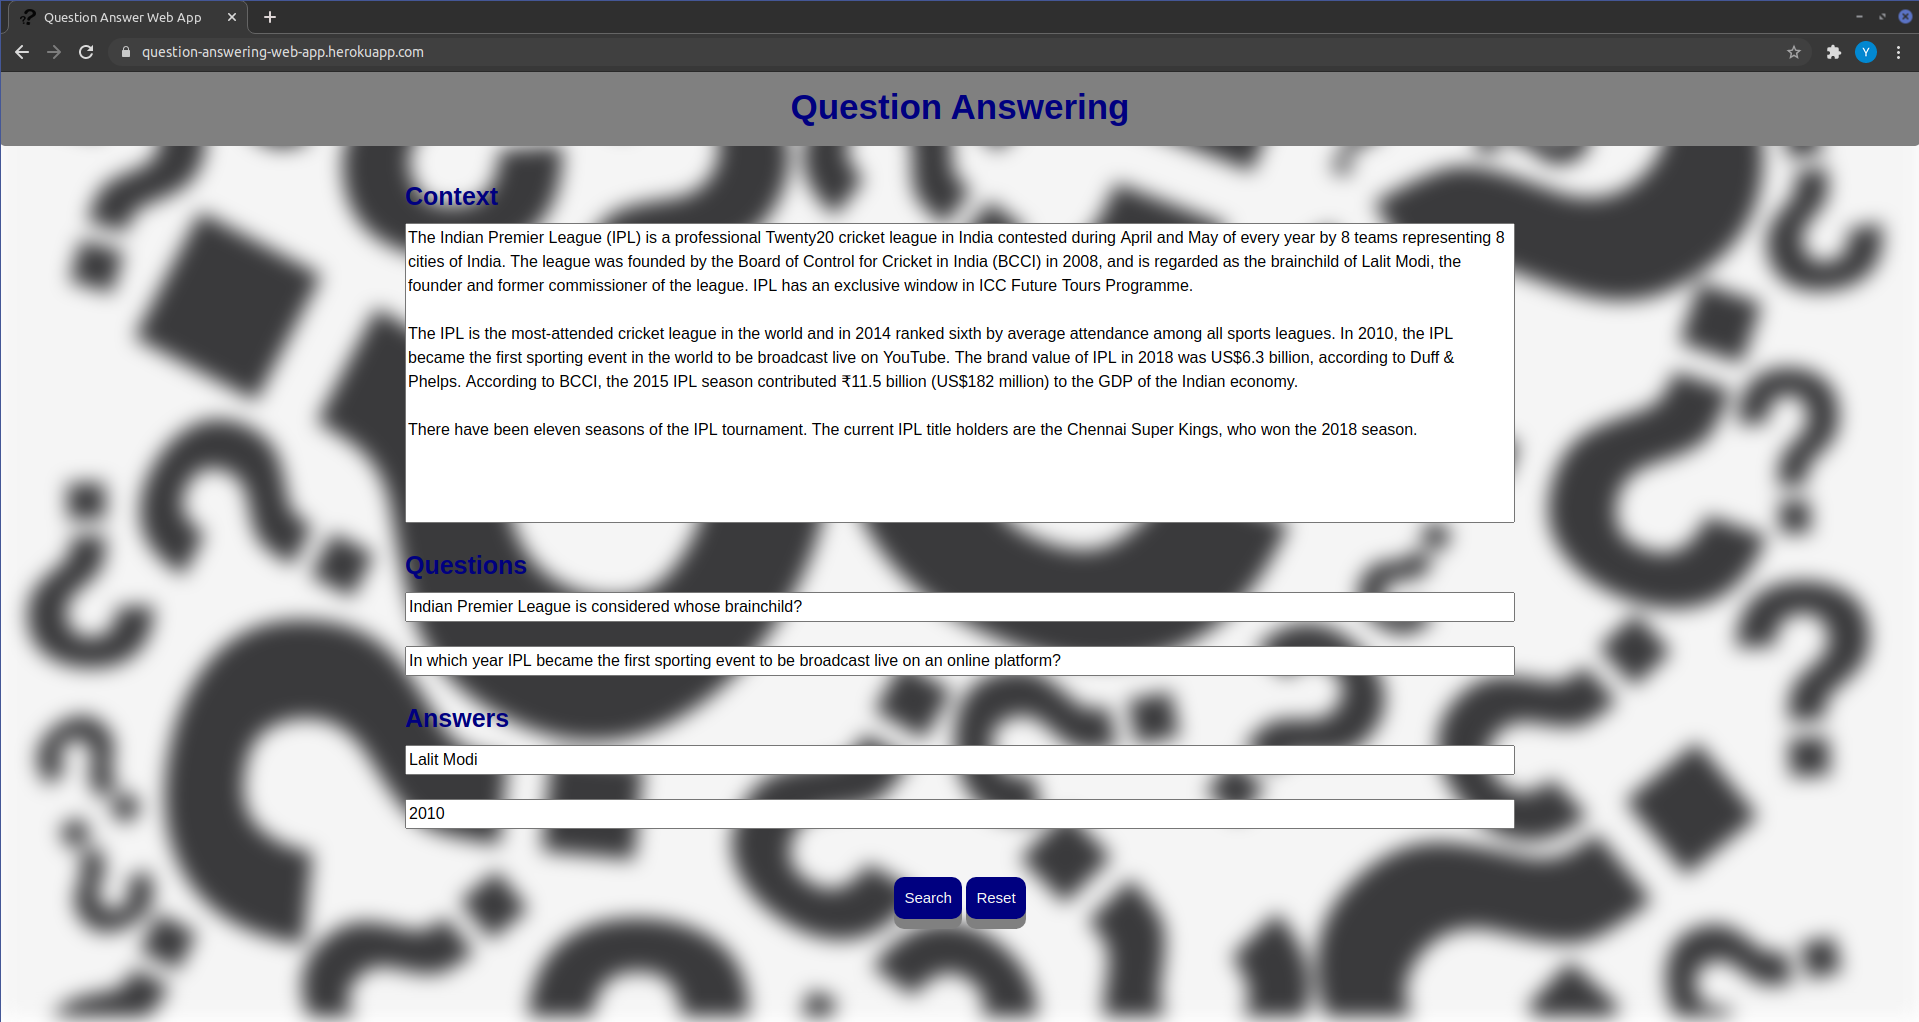 Question Answer Web App
question-answering-web-app.herokuapp.com
Y
Question Answering
Context
The Indian Premier League (IPL) is a professional Twenty20 cricket league in India contested during April and May of every year by 8 teams representing 8
cities of India. The league was founded by the Board of Control for Cricket in India (BCCI) in 2008, and is regarded as the brainchild of Lalit Modi, the
founder and former commissioner of the league. IPL has an exclusive window in ICC Future Tours Programme.
The IPL is the most-attended cricket league in the world and in 2014 ranked sixth by average attendance among all sports leagues. In 2010, the IPL
became the first sporting event in the world to be broadcast live on YouTube. The brand value of IPL in 2018 was US$6.3 billion, according to Duff &
Phelps. According to BCCI, the 2015 IPL season contributed ₹11.5 billion (US$182 million) to the GDP of the Indian economy.
There have been eleven seasons of the IPL tournament. The current IPL title holders are the Chennai Super Kings, who won the 2018 season.
Questions
Indian Premier League is considered whose brainchild?
In which year IPL became the first sporting event to be broadcast live on an online platform?
Answers
Lalit Modi
2010
Search Reset